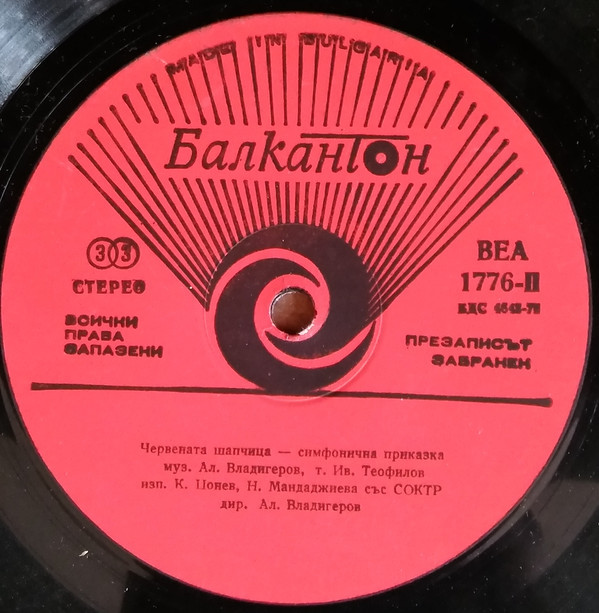 MADE IN BULGARIA
Балкантон
33
СТЕРЕО
ВСИЧКИ
ПРАВА
ЗАПАЗЕНИ
ВЕА
1776-II
ПРЕЗАПИСЪТ
ЗАБРАНЕН
Червената шапчица — симфонична приказка
муз. Ал. Владигеров, т. Ив. Теофилов
изп. К. Цонев, Н. Мандаджиева със СОКТР
дир. Ал. Владигеров